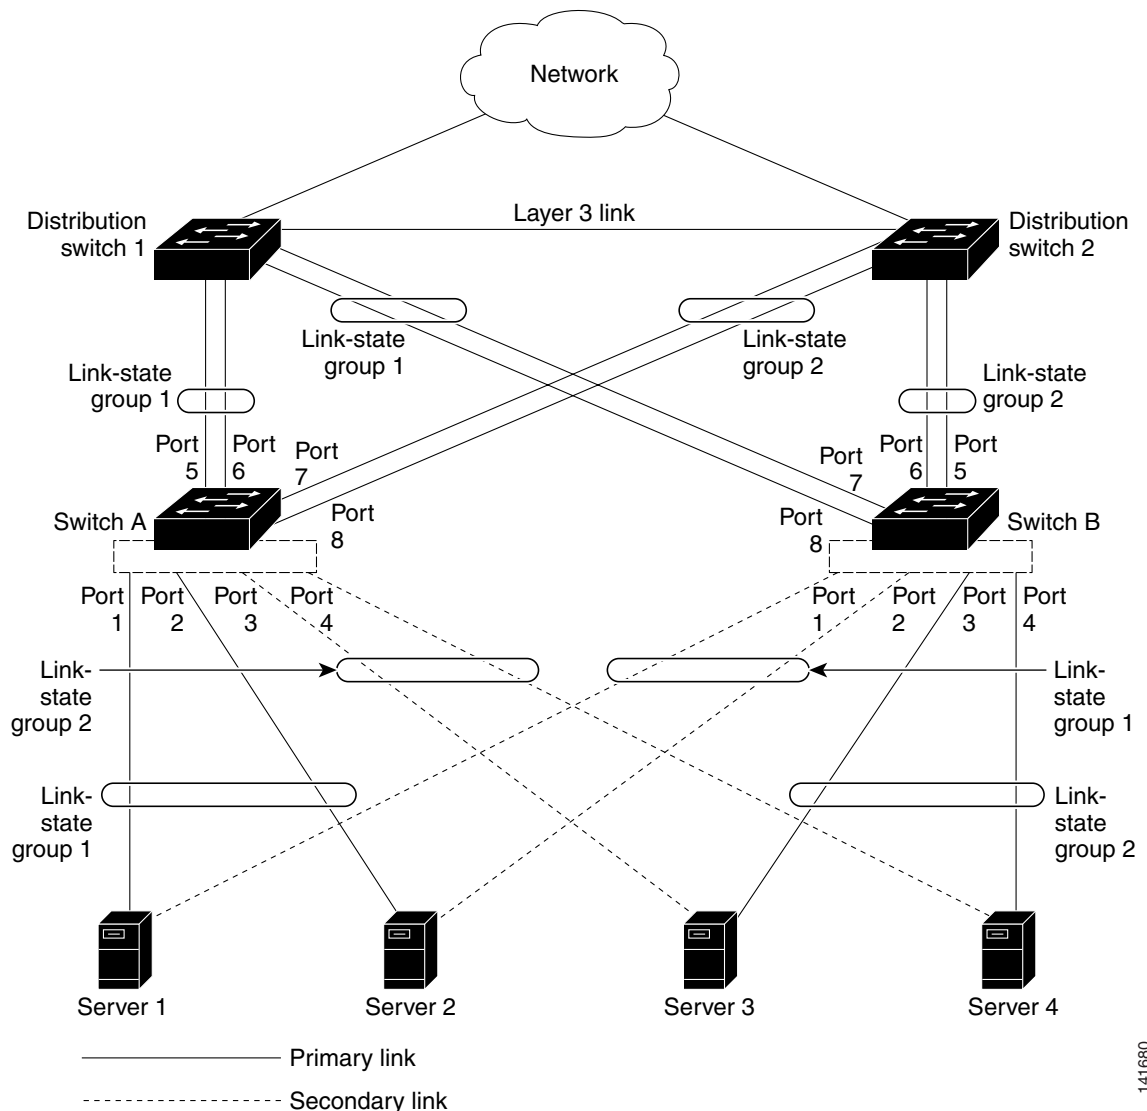 Network
Layer 3 link
Distribution
switch 1
Distribution
switch 2
Link-state
group 1
Link-state
group 2
Link-state
group 1
Link-state
group 2
Port
5
Port
6
Port
7
Port
8
Port
7
Port
6
Port
5
Port
8
Switch A
Switch B
Port
1
Port
2
Port
3
Port
4
Port
1
Port
2
Port
3
Port
4
Link-
state
group 2
Link-
state
group 1
Link-
state
group 1
Link-
state
group 2
Server 1
Server 2
Server 3
Server 4
Primary link
Secondary link
141680